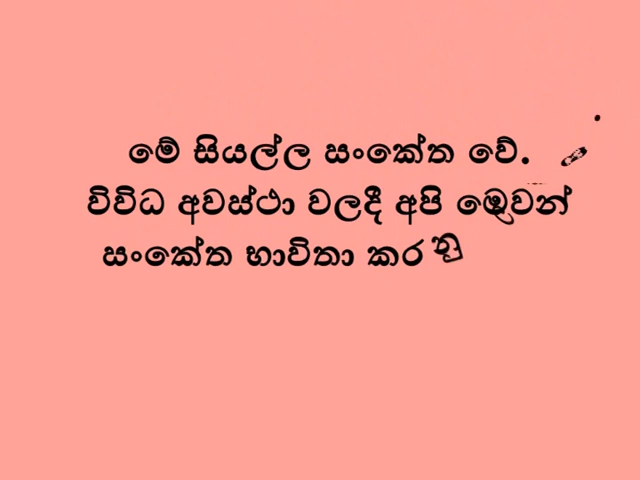 මේ සියල්ල සංකේත වේ.
විවිධ අවස්ථා වලදී අපි මෙවන්
සංකේත භාවිතා කර